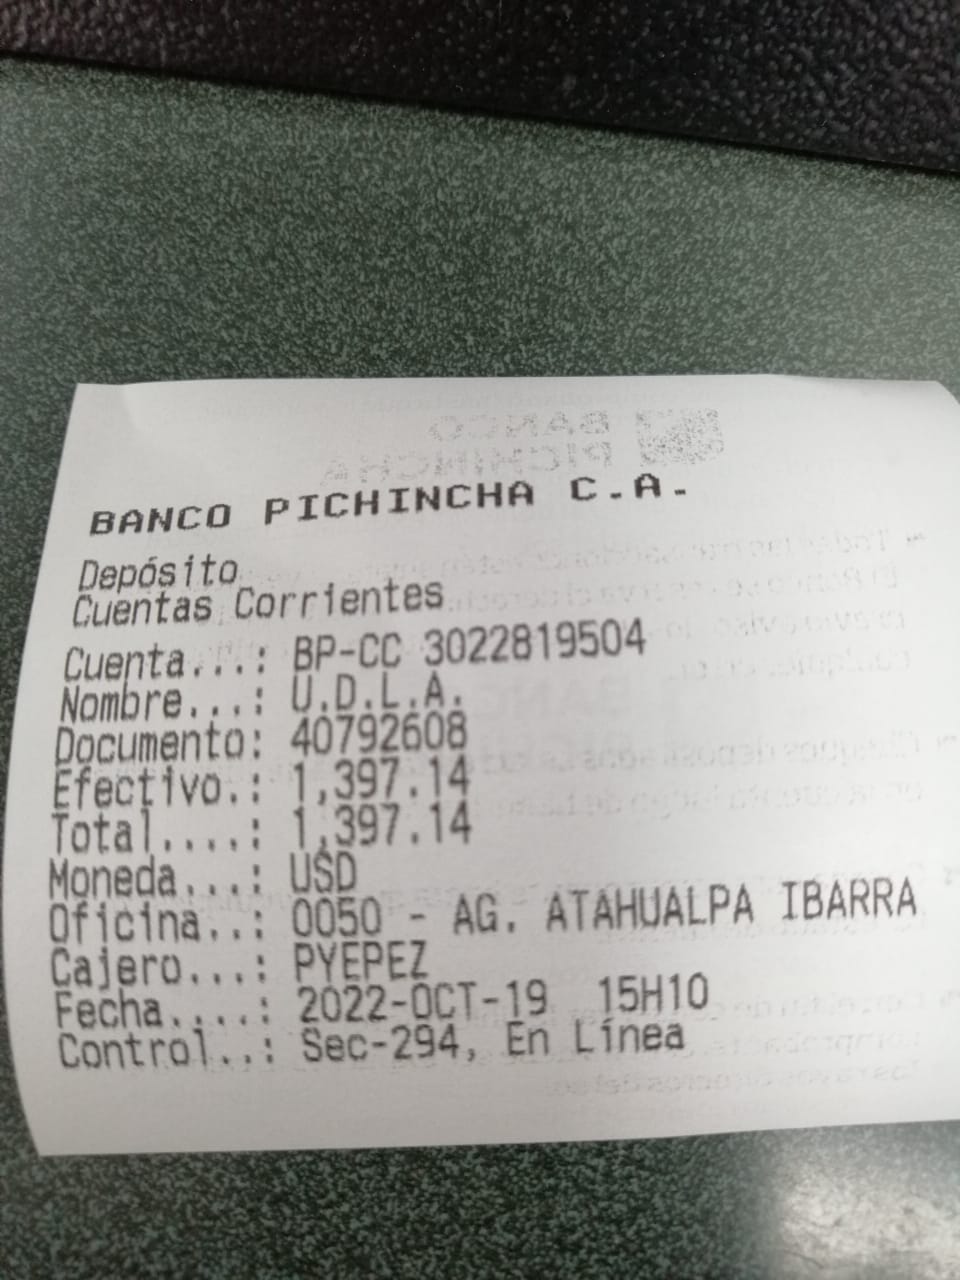 BANCO PICHINCHA C.A.
Depósito
Cuentas Corrientes
Cuenta...: BP-CC 3022819504
Nombre...: U.D.L.A.
Documento: 40792608
Efectivo.: 1,397.14
Total....: 1,397.14
Moneda...: USD
Oficina..: 0050 - AG. ATAHUALPA IBARRA
Cajero...: PYEPEZ
Fecha....: 2022-OCT-19 15H10
Control..: Sec-294, En Línea